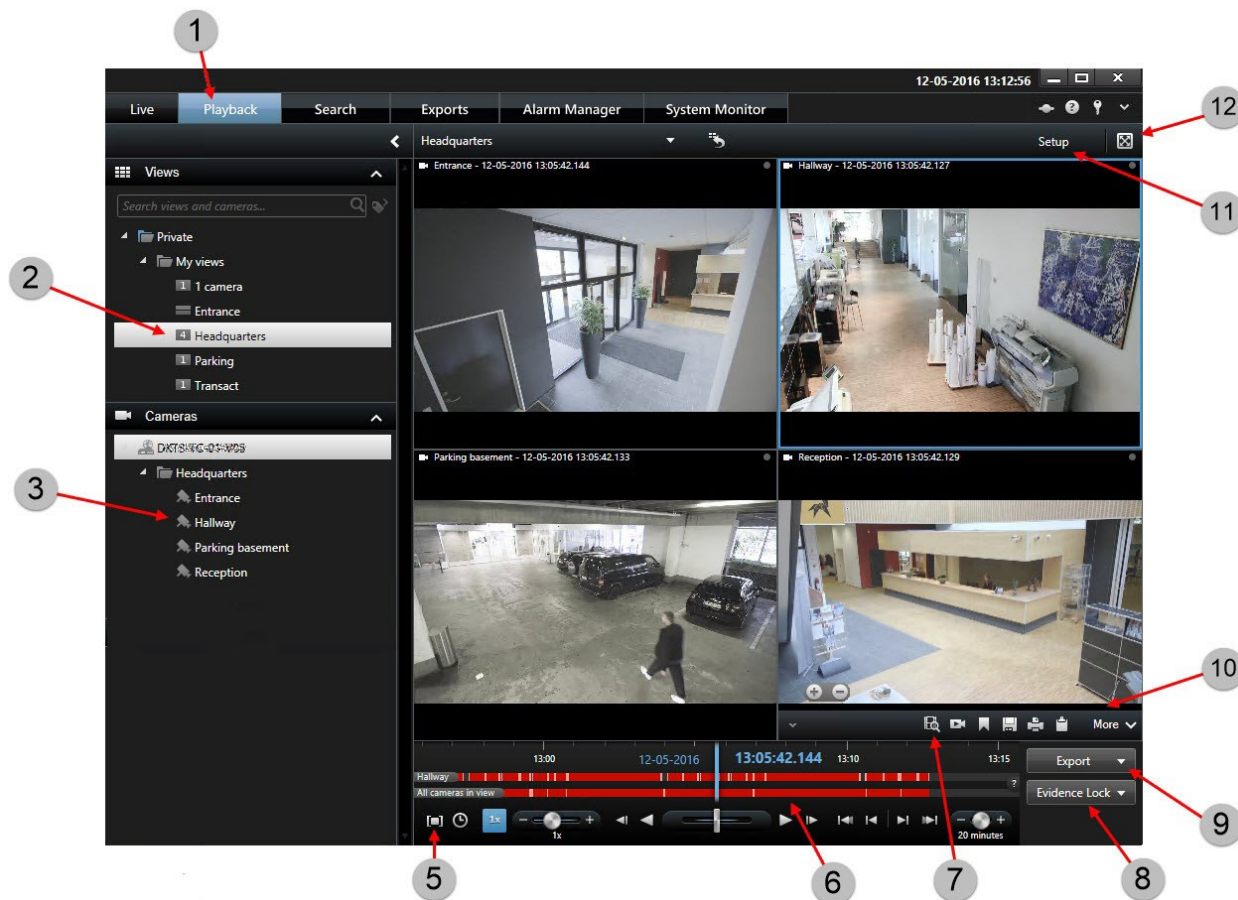 1
12-05-2016 13:12:56
Live Playback Search Exports Alarm Manager System Monitor
12
Headquarters Setup
Views
Search views and cameras...
Private
My views
1 1 camera
Entrance
4 Headquarters
1 Parking
1 Transact
2
Cameras
Headquarters
Entrance
Hallway
Parking basement
Reception
3
Entrance - 12-05-2016 13:05:42.144
Hallway - 12-05-2016 13:05:42.127
11
Parking basement - 12-05-2016 13:05:42.133
Reception - 12-05-2016 13:05:42.129
10
More
13:00 12-05-2016 13:05:42.144 13:10 13:15
Hallway
All cameras in view
?
Export
Evidence Lock
1x
1x
20 minutes
9
5
6
7
8